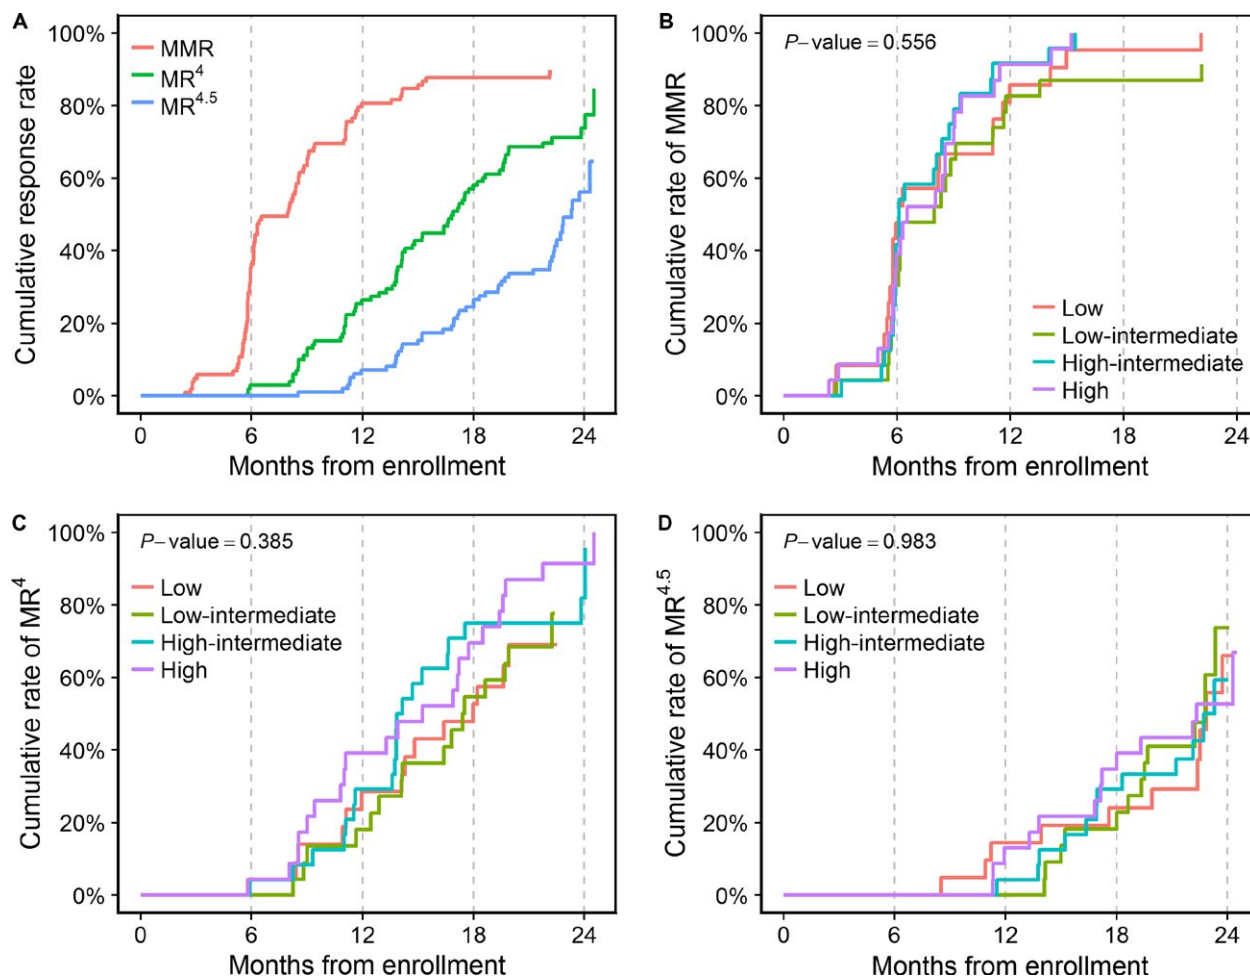 A
100%
80%
60%
40%
20%
0%
Cumulative response rate
MMR
MR4
MR4.5
0 6 12 18 24
Months from enrollment
B
100%
80%
60%
40%
20%
0%
Cumulative rate of MMR
P−value = 0.556
Low
Low-intermediate
High-intermediate
High
0 6 12 18 24
Months from enrollment
C
100%
80%
60%
40%
20%
0%
Cumulative rate of MR4
P−value = 0.385
Low
Low-intermediate
High-intermediate
High
0 6 12 18 24
Months from enrollment
D
100%
80%
60%
40%
20%
0%
Cumulative rate of MR4.5
P−value = 0.983
Low
Low-intermediate
High-intermediate
High
0 6 12 18 24
Months from enrollment